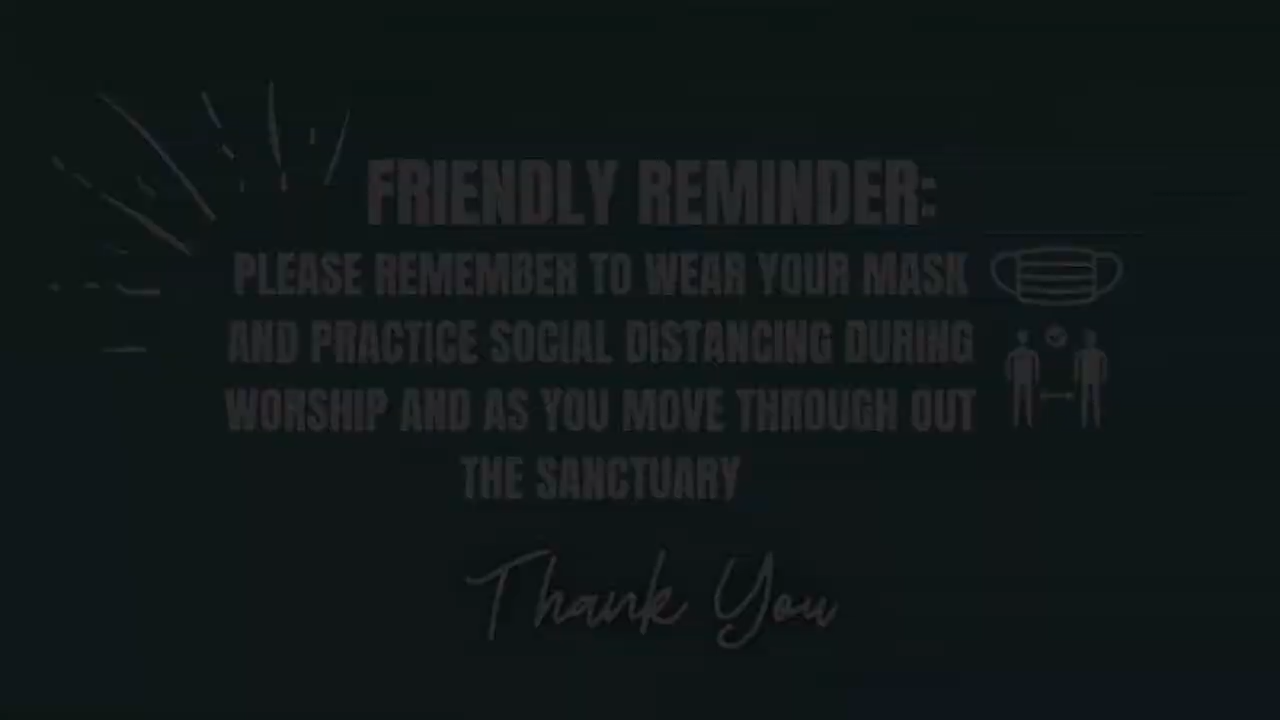 FRIENDLY REMINDER:
PLEASE REMEMBER TO WEAR YOUR MASK
AND PRACTICE SOCIAL DISTANCING DURING
WORSHIP AND AS YOU MOVE THROUGH OUT
THE SANCTUARY
Thank You